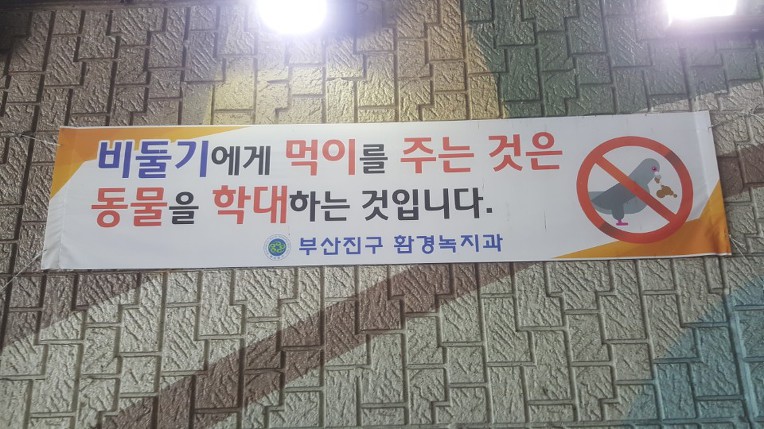 비둘기에게 먹이를 주는 것은
동물을 학대하는 것입니다.
부산진구 환경녹지과